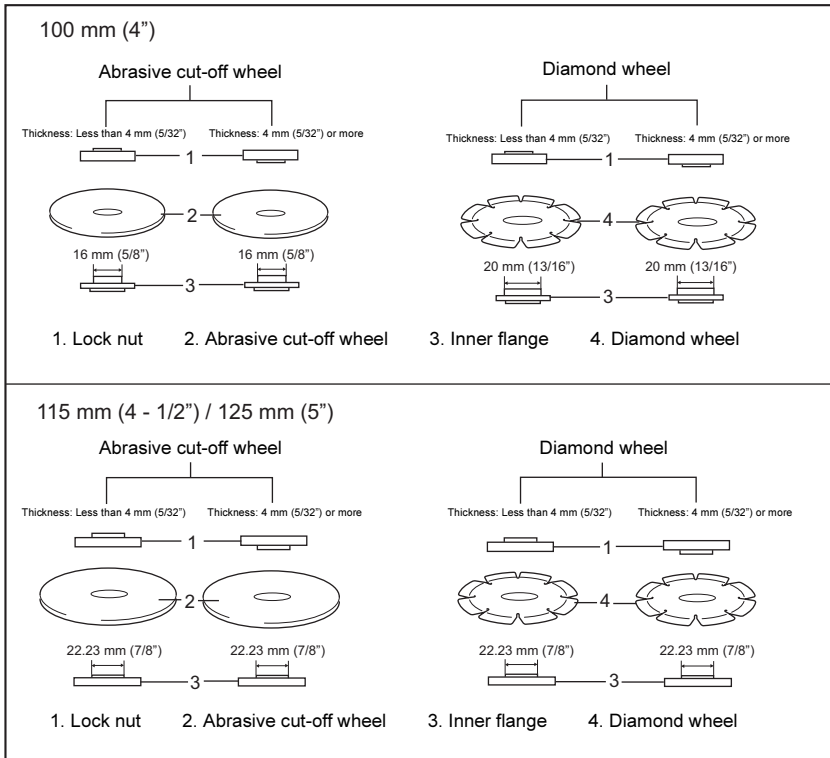 100 mm (4”)
Abrasive cut-off wheel
Diamond wheel
Thickness: Less than 4 mm (5/32”)
Thickness: 4 mm (5/32”) or more
Thickness: Less than 4 mm (5/32”)
Thickness: 4 mm (5/32”) or more
1
1
2
4
16 mm (5/8”)
16 mm (5/8”)
20 mm (13/16”)
20 mm (13/16”)
3
3
1. Lock nut
2. Abrasive cut-off wheel
3. Inner flange
4. Diamond wheel
115 mm (4 - 1/2”) / 125 mm (5”)
Abrasive cut-off wheel
Diamond wheel
Thickness: Less than 4 mm (5/32”)
Thickness: 4 mm (5/32”) or more
Thickness: Less than 4 mm (5/32”)
Thickness: 4 mm (5/32”) or more
1
1
2
4
22.23 mm (7/8”)
22.23 mm (7/8”)
22.23 mm (7/8”)
22.23 mm (7/8”)
3
3
1. Lock nut
2. Abrasive cut-off wheel
3. Inner flange
4. Diamond wheel